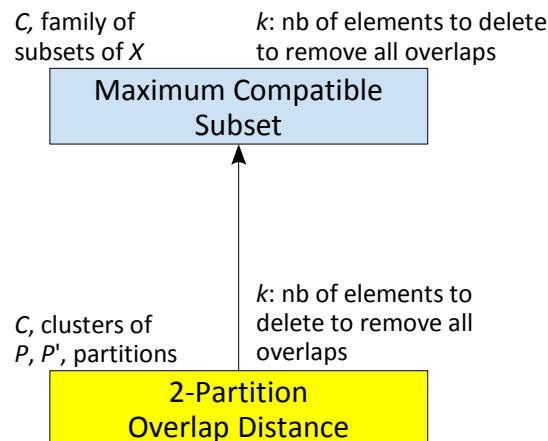 C, family of
subsets of X
k: nb of elements to delete
to remove all overlaps
Maximum Compatible
Subset
C, clusters of
P, P', partitions
k: nb of elements to
delete to remove all
overlaps
2-Partition
Overlap Distance